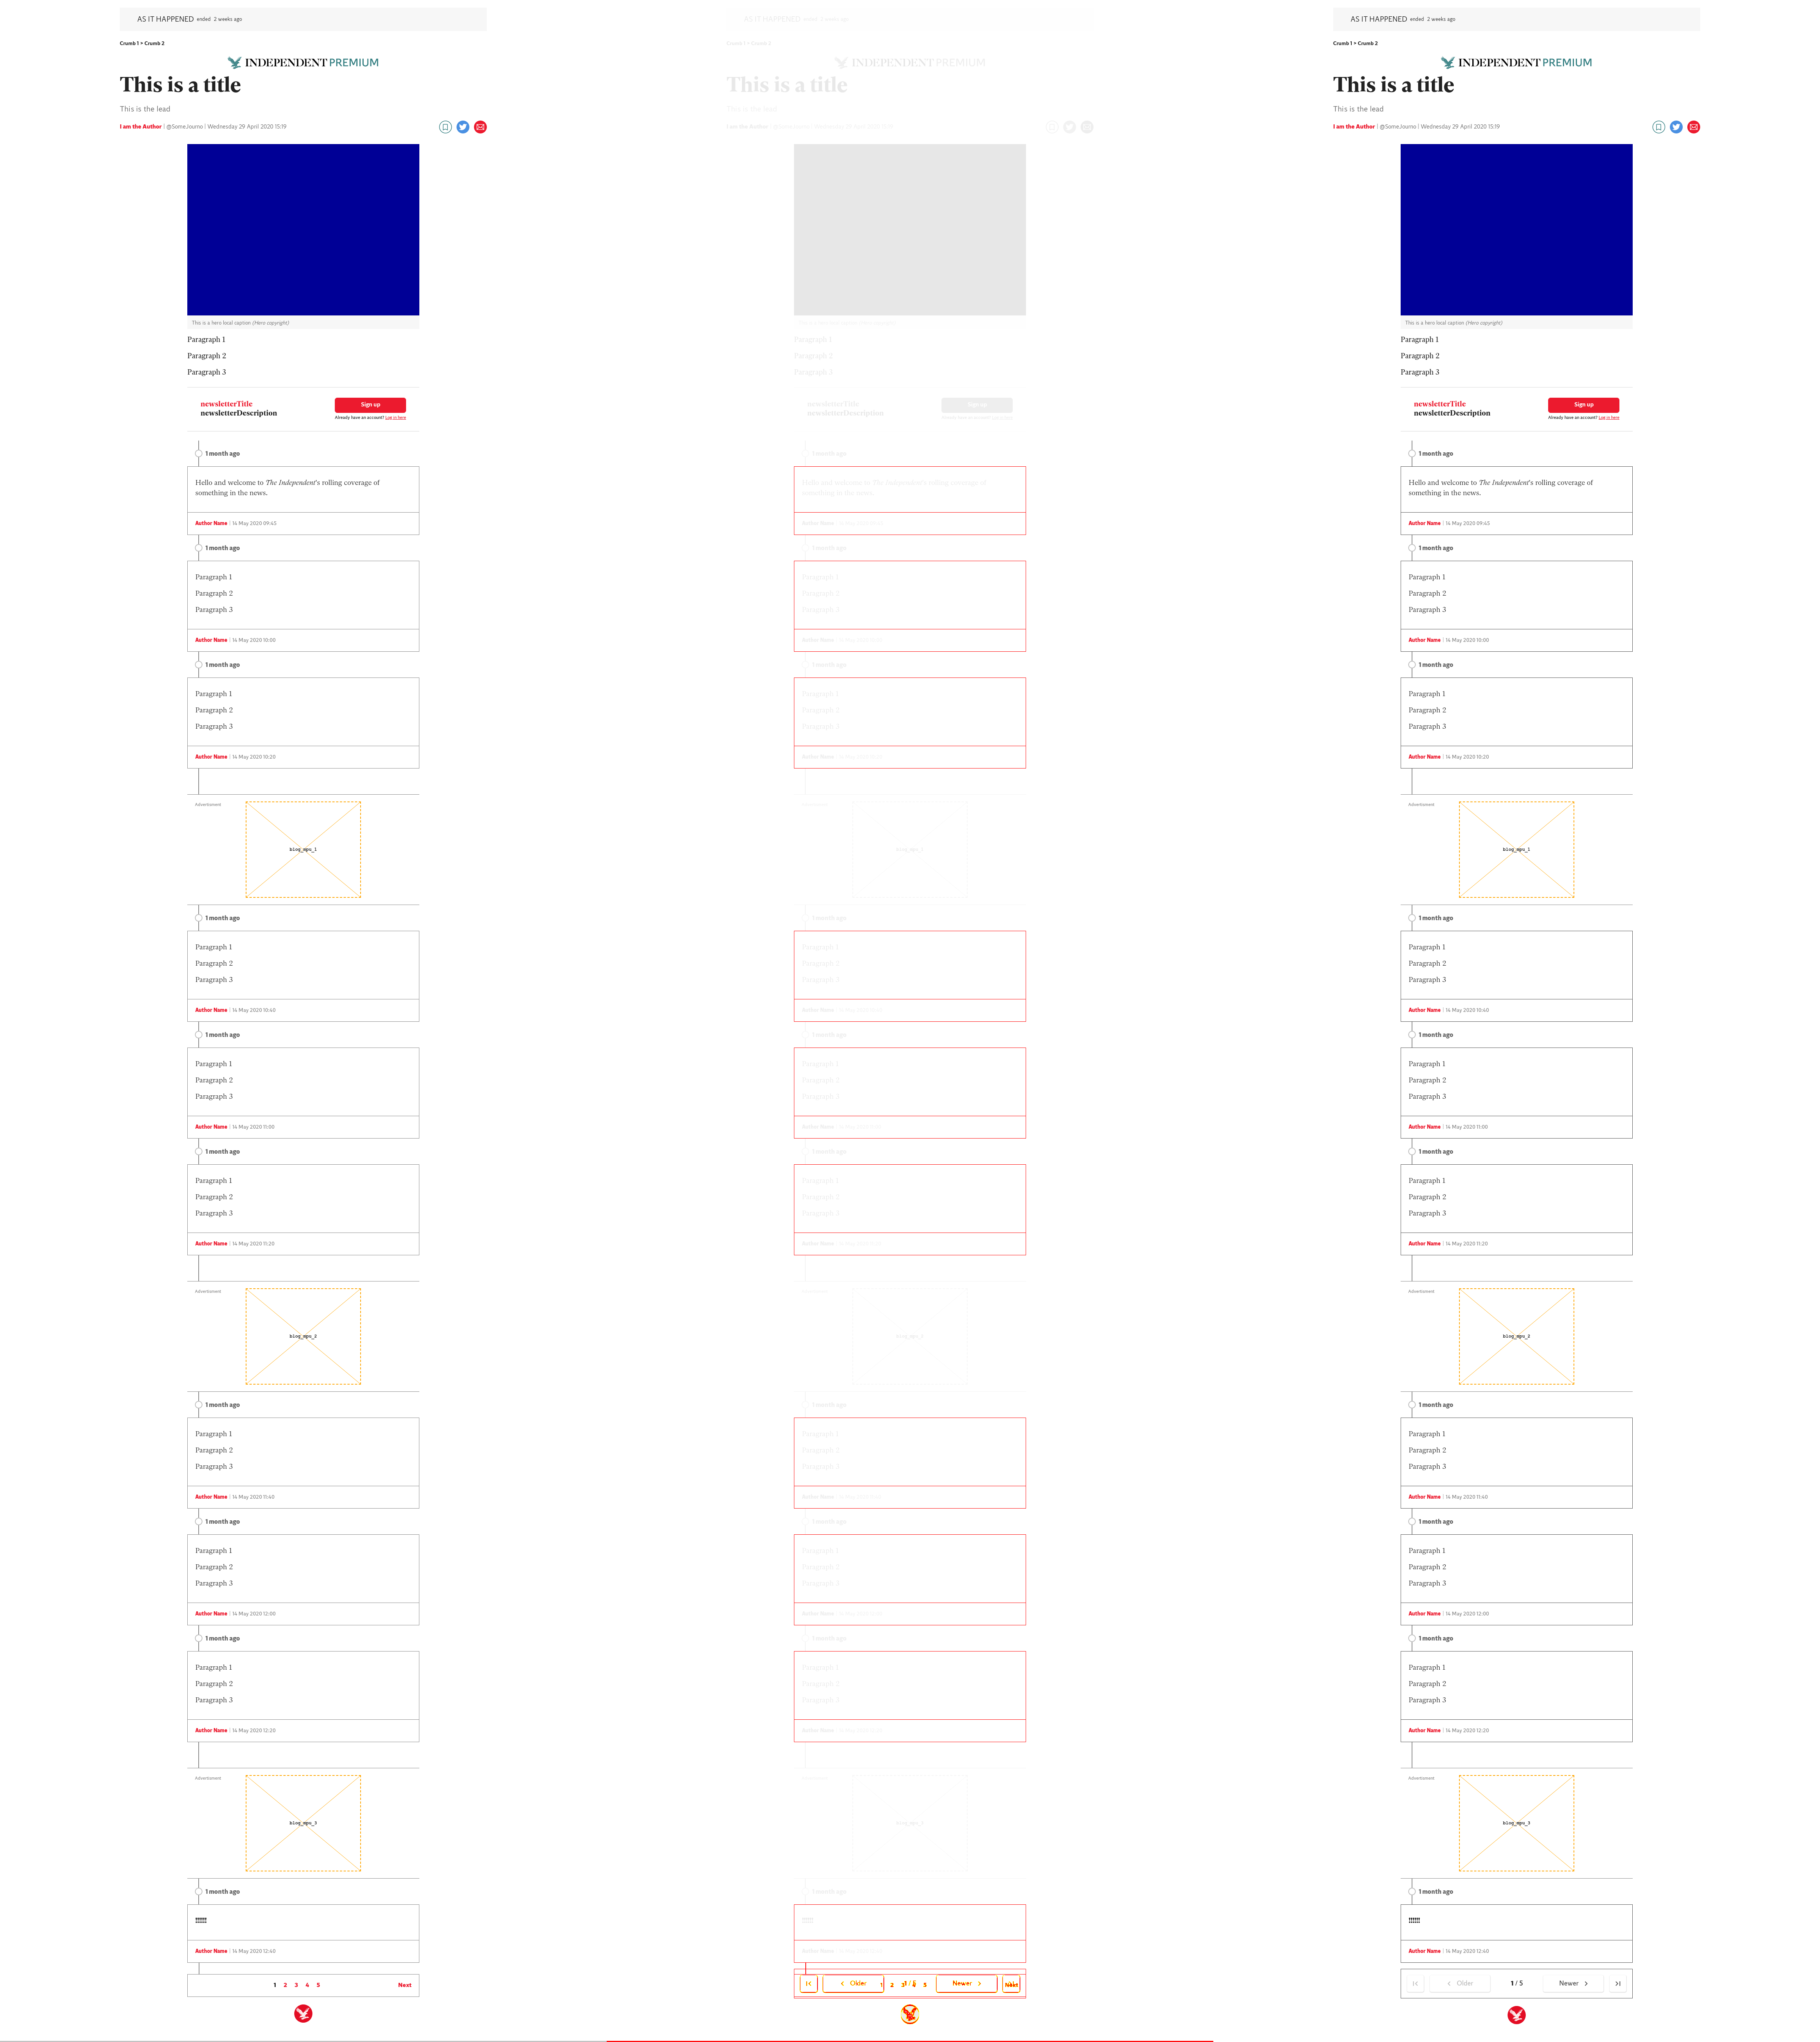 AS IT HAPPENED ended 2 weeks ago
Crumb 1 > Crumb 2
INDEPENDENT PREMIUM
This is a title
This is the lead
I am the Author | @SomeJourno | Wednesday 29 April 2020 15:19
This is a hero local caption (Hero copyright)
Paragraph 1
Paragraph 2
Paragraph 3
newsletterTitle
newsletterDescription
Sign up
Already have an account? Log in here
1 month ago
Hello and welcome to The Independent's rolling coverage of
something in the news.
Author Name | 14 May 2020 09:45
1 month ago
Paragraph 1
Paragraph 2
Paragraph 3
Author Name | 14 May 2020 10:00
1 month ago
Paragraph 1
Paragraph 2
Paragraph 3
Author Name | 14 May 2020 10:20
Advertisment
blog_mpu_1
1 month ago
Paragraph 1
Paragraph 2
Paragraph 3
Author Name | 14 May 2020 10:40
1 month ago
Paragraph 1
Paragraph 2
Paragraph 3
Author Name | 14 May 2020 11:00
1 month ago
Paragraph 1
Paragraph 2
Paragraph 3
Author Name | 14 May 2020 11:20
Advertisment
blog_mpu_2
1 month ago
Paragraph 1
Paragraph 2
Paragraph 3
Author Name | 14 May 2020 11:40
1 month ago
Paragraph 1
Paragraph 2
Paragraph 3
Author Name | 14 May 2020 12:00
1 month ago
Paragraph 1
Paragraph 2
Paragraph 3
Author Name | 14 May 2020 12:20
Advertisment
blog_mpu_3
1 month ago
!!!!!!
Author Name | 14 May 2020 12:40
1 2 3 4 5 Next
AS IT HAPPENED
Crumb 1 > Crumb 2
INDEPENDENT PREMIUM
This is a title
This is the lead
Paragraph 1
Paragraph 2
Paragraph 3
newsletterTitle
newsletterDescription
Sign up
1 month ago
Hello and welcome to The Independent's rolling coverage of
something in the news.
Older Newer Next
AS IT HAPPENED ended 2 weeks ago
Crumb 1 > Crumb 2
INDEPENDENT PREMIUM
This is a title
This is the lead
I am the Author | @SomeJourno | Wednesday 29 April 2020 15:19
This is a hero local caption (Hero copyright)
Paragraph 1
Paragraph 2
Paragraph 3
newsletterTitle
newsletterDescription
Sign up
Already have an account? Log in here
1 month ago
Hello and welcome to The Independent's rolling coverage of
something in the news.
Author Name | 14 May 2020 09:45
1 month ago
Paragraph 1
Paragraph 2
Paragraph 3
Author Name | 14 May 2020 10:00
1 month ago
Paragraph 1
Paragraph 2
Paragraph 3
Author Name | 14 May 2020 10:20
Advertisment
blog_mpu_1
1 month ago
Paragraph 1
Paragraph 2
Paragraph 3
Author Name | 14 May 2020 10:40
1 month ago
Paragraph 1
Paragraph 2
Paragraph 3
Author Name | 14 May 2020 11:00
1 month ago
Paragraph 1
Paragraph 2
Paragraph 3
Author Name | 14 May 2020 11:20
Advertisment
blog_mpu_2
1 month ago
Paragraph 1
Paragraph 2
Paragraph 3
Author Name | 14 May 2020 11:40
1 month ago
Paragraph 1
Paragraph 2
Paragraph 3
Author Name | 14 May 2020 12:00
1 month ago
Paragraph 1
Paragraph 2
Paragraph 3
Author Name | 14 May 2020 12:20
Advertisment
blog_mpu_3
1 month ago
!!!!!!
Author Name | 14 May 2020 12:40
Older 1 / 5 Newer